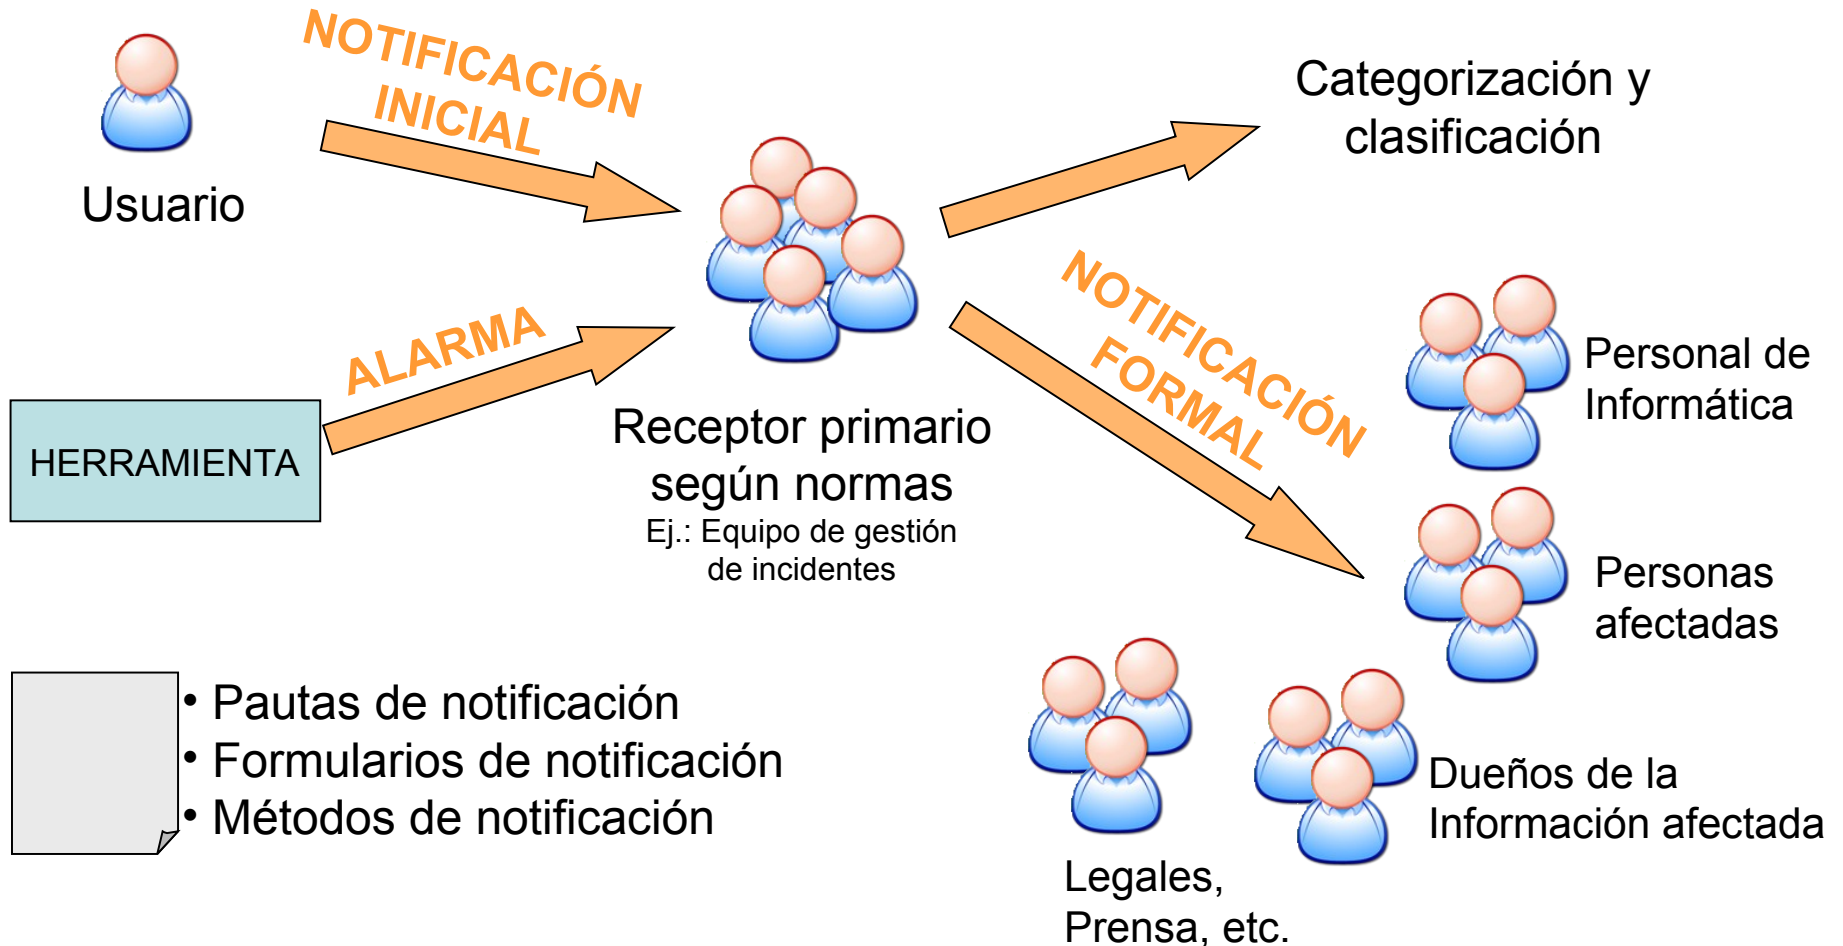 NOTIFICACIÓN
INICIAL
Usuario
Categorización y
clasificación
ALARMA
HERRAMIENTA
Receptor primario
según normas
Ej.: Equipo de gestión
de incidentes
NOTIFICACIÓN
FORMAL
Personal de
Informática
Personas
afectadas
Dueños de la
Información afectada
Legales,
Prensa, etc.
• Pautas de notificación
• Formularios de notificación
• Métodos de notificación